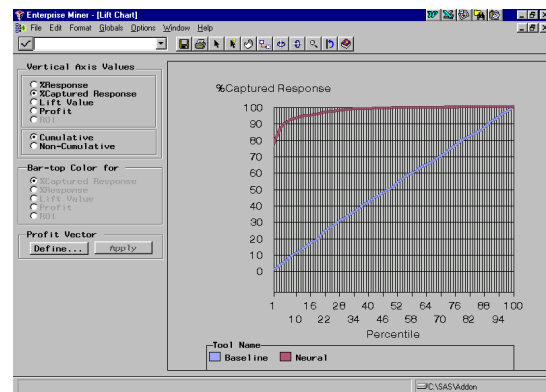 Enterprise Miner - [Lift Chart]
File Edit Format Globals Options Window Help
Vertical Axis Values
%Response
%Captured Response
Lift Value
Profit
ROI
Cumulative
Non-Cumulative
Bar-top Color for
%Captured Response
%Response
Lift Value
Profit
ROI
Profit Vector
Define... Apply
%Captured Response
100
90
80
70
60
50
40
30
20
10
0
1 16 28 40 52 64 76 88 100
10 22 34 46 58 70 82 94
Percentile
Tool Name
Baseline Neural
C:\SAS\Addon